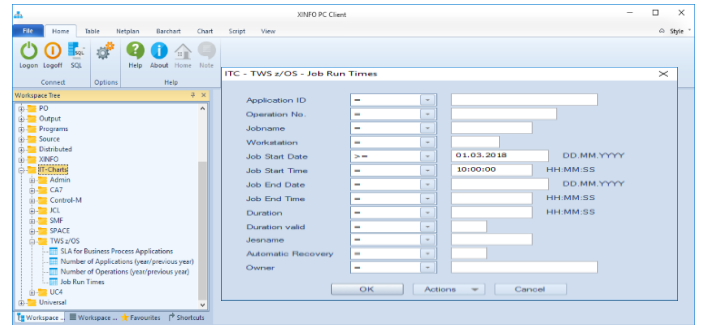 XINFO PC Client
File Home Table Netplan Barchart Chart Script View Style
Logon Logoff SQL Help About Home Note
Connect Options Help
Workspace Tree
PO
Output
Programs
Source
Distributed
XINFO
IT-Charts
Admin
CA7
Control-M
JCL
SMF
SPACE
TWS z/OS
SLA for Business Process Applications
Number of Applications (year/previous year)
Number of Operations (year/previous year)
Job Run Times
UC4
Universal
Workspace ... Workspace ... Favourites Shortcuts
ITC - TWS z/OS - Job Run Times
Application ID =
Operation No. =
Jobname =
Workstation =
Job Start Date >= 01.03.2018 DD.MM.YYYY
Job Start Time = 10:00:00 HH:MM:SS
Job End Date = DD.MM.YYYY
Job End Time = HH:MM:SS
Duration = HH:MM:SS
Duration valid =
Jesname =
Automatic Recovery =
Owner =
OK Actions Cancel